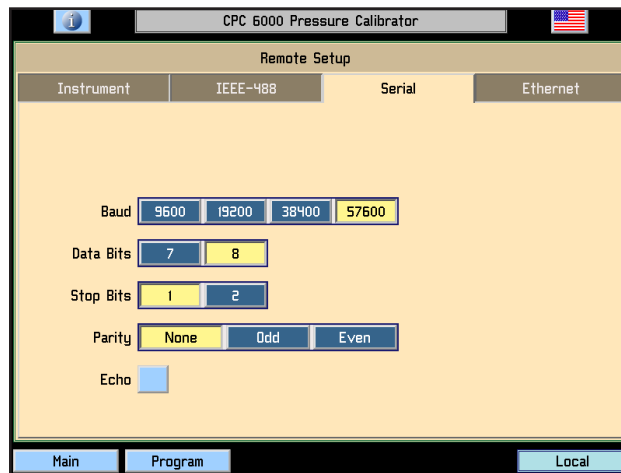 i
CPC 6000 Pressure Calibrator
Remote Setup
Instrument IEEE-488 Serial Ethernet
Baud 9600 19200 38400 57600
Data Bits 7 8
Stop Bits 1 2
Parity None Odd Even
Echo
Main Program Local